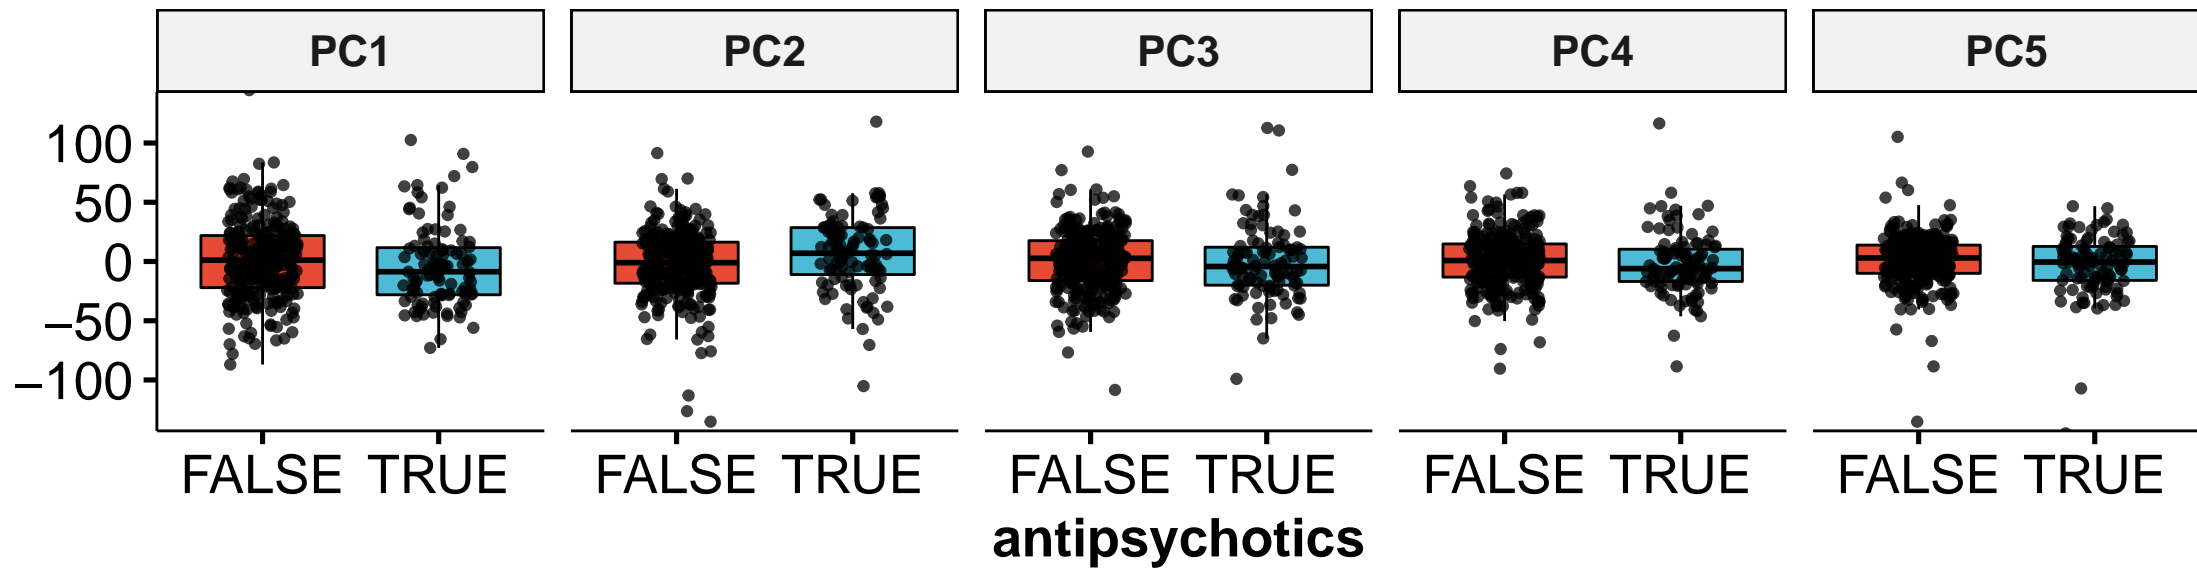 PC1 PC2 PC3 PC4 PC5
100
50
0
−50
−100
FALSE TRUE FALSE TRUE FALSE TRUE FALSE TRUE FALSE TRUE
antipsychotics